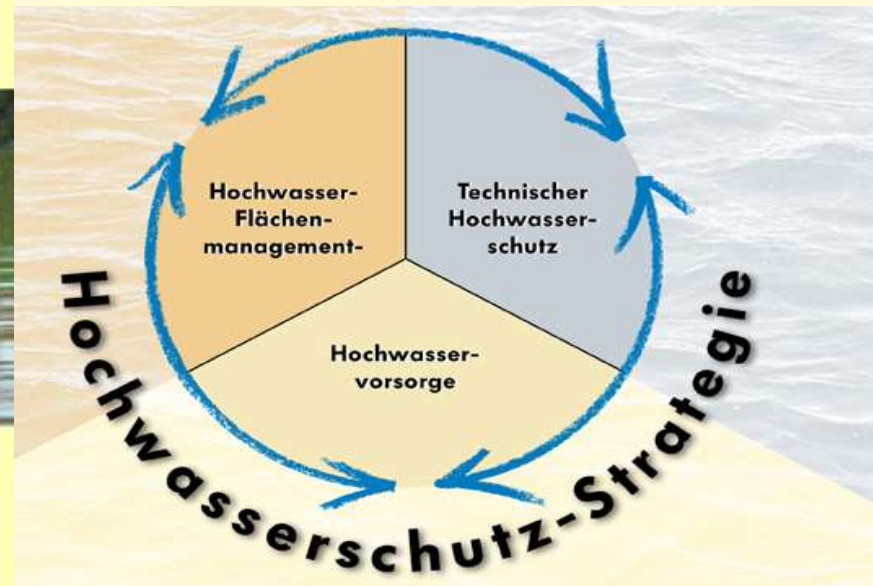 Hochwasser-
Flächen-
management-
Technischer
Hochwasser-
schutz
Hochwasser-
vorsorge
Hochwasserschutz-Strategie